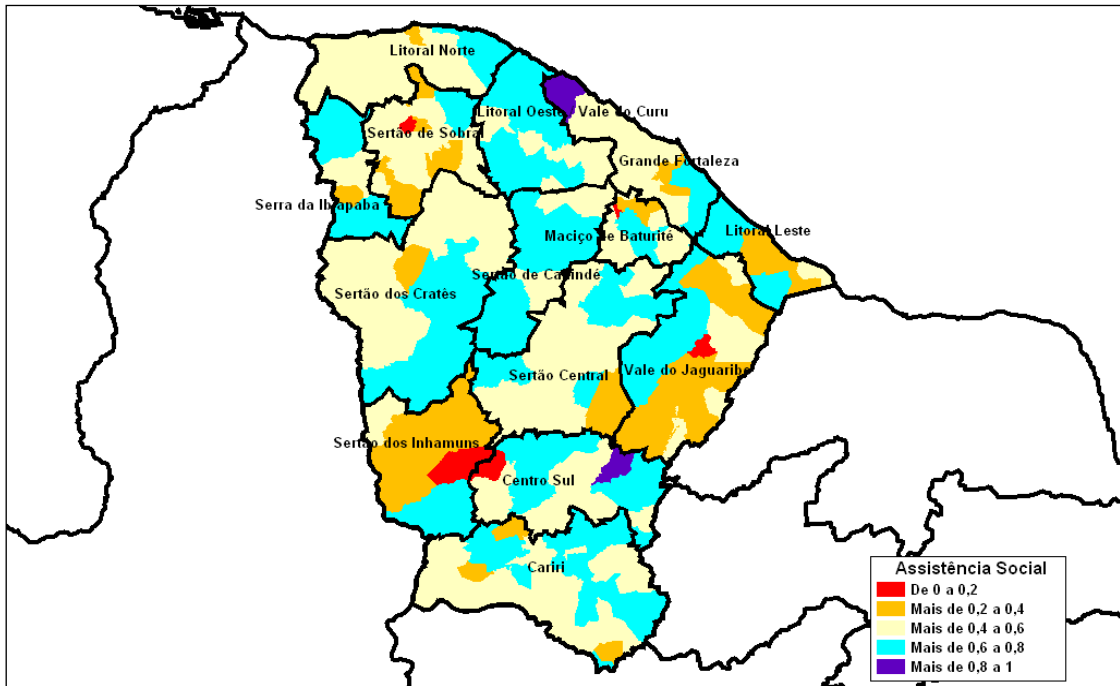 Litoral Norte
Litoral Oeste / Vale do Curu
Sertão de Sobral
Grande Fortaleza
Serra da Ibiapaba
Litoral Leste
Maciço de Baturité
Sertão de Canindé
Sertão dos Cratês
Sertão Central
Vale do Jaguaribe
Sertão dos Inhamuns
Centro Sul
Cariri
Assistência Social
De 0 a 0,2
Mais de 0,2 a 0,4
Mais de 0,4 a 0,6
Mais de 0,6 a 0,8
Mais de 0,8 a 1